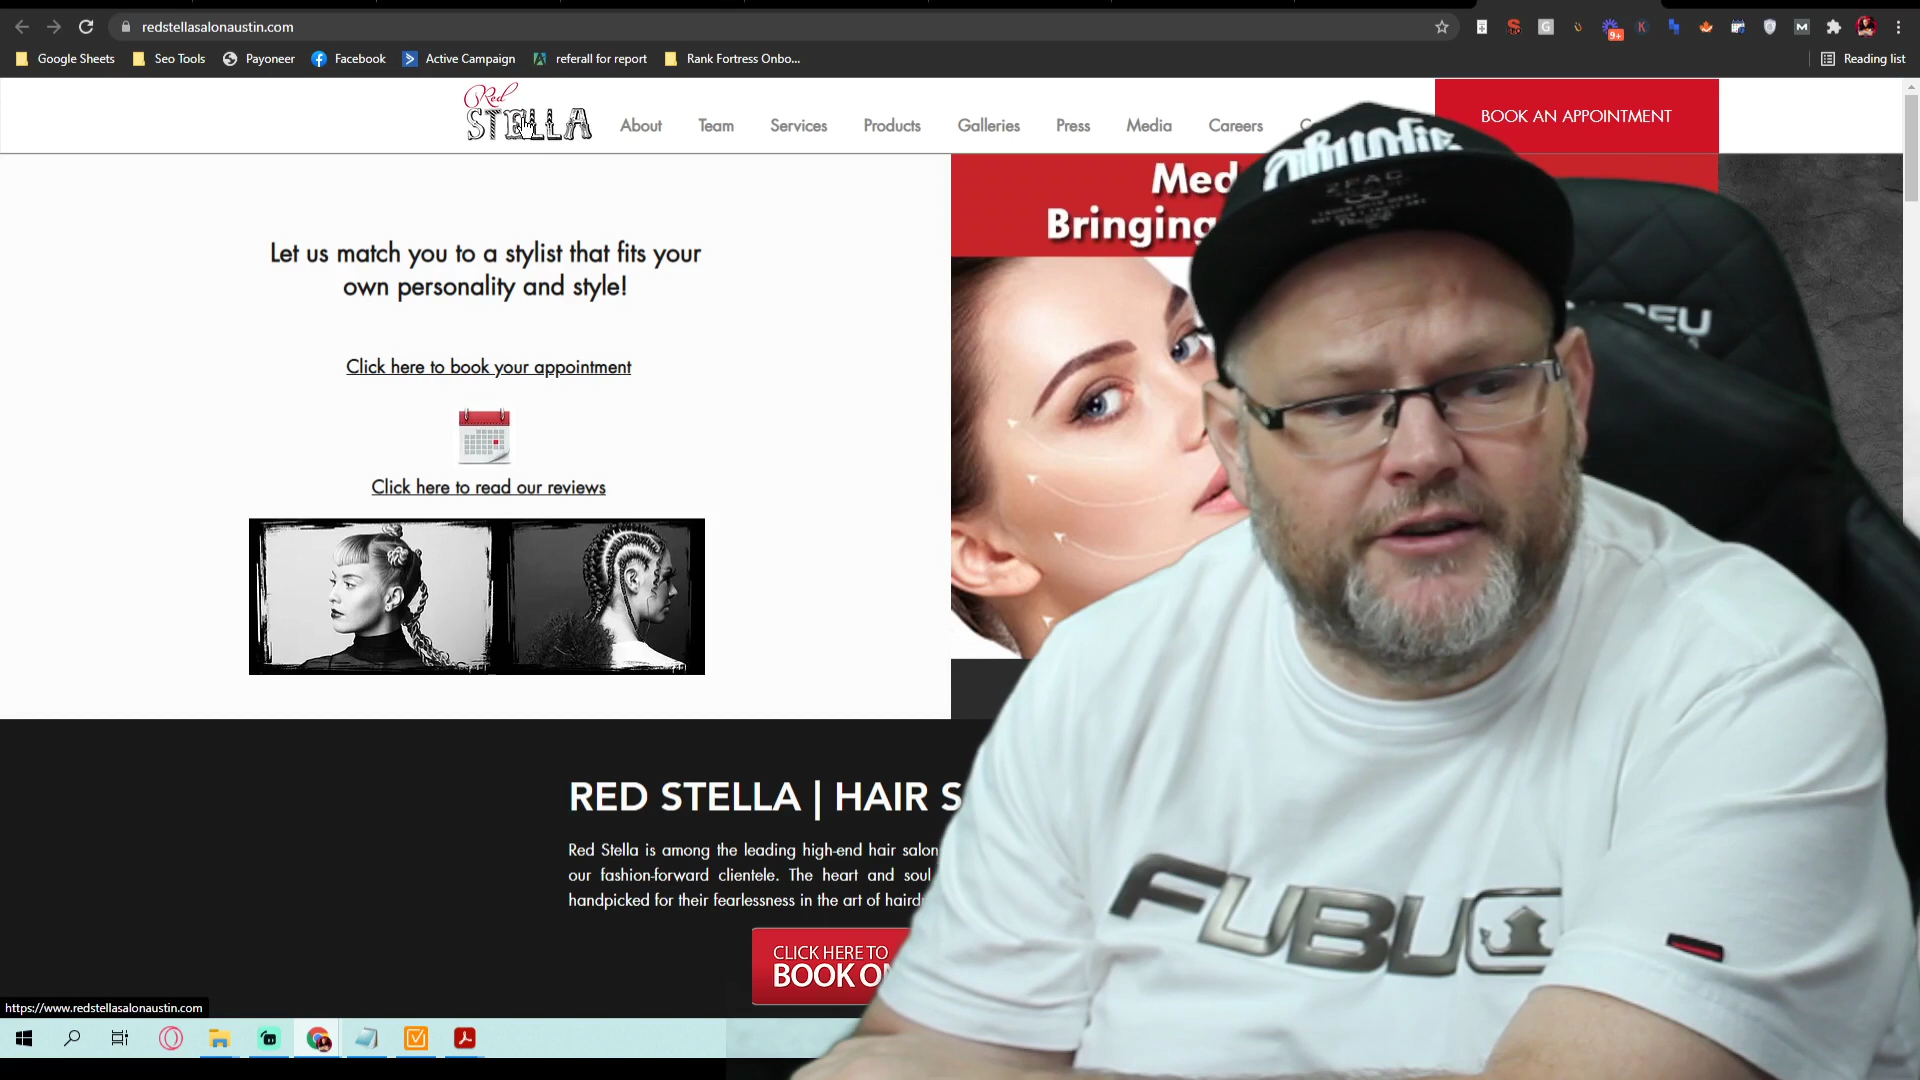 redstellasalonaustin.com
9+
Google Sheets
Seo Tools
Payoneer
Facebook
Active Campaign
referall for report
Rank Fortress Onbo...
Reading list
Red
STELLA
About
Team
Services
Products
Galleries
Press
Media
Careers
C
BOOK AN APPOINTMENT
Let us match you to a stylist that fits your
own personality and style!
Click here to book your appointment
Click here to read our reviews
Med
Bringing
2FAC
RED STELLA | HAIR S
Red Stella is among the leading high-end hair salon
our fashion-forward clientele. The heart and soul
handpicked for their fearlessness in the art of haird
CLICK HERE TO
BOOK ON
FUBU
https://www.redstellasalonaustin.com